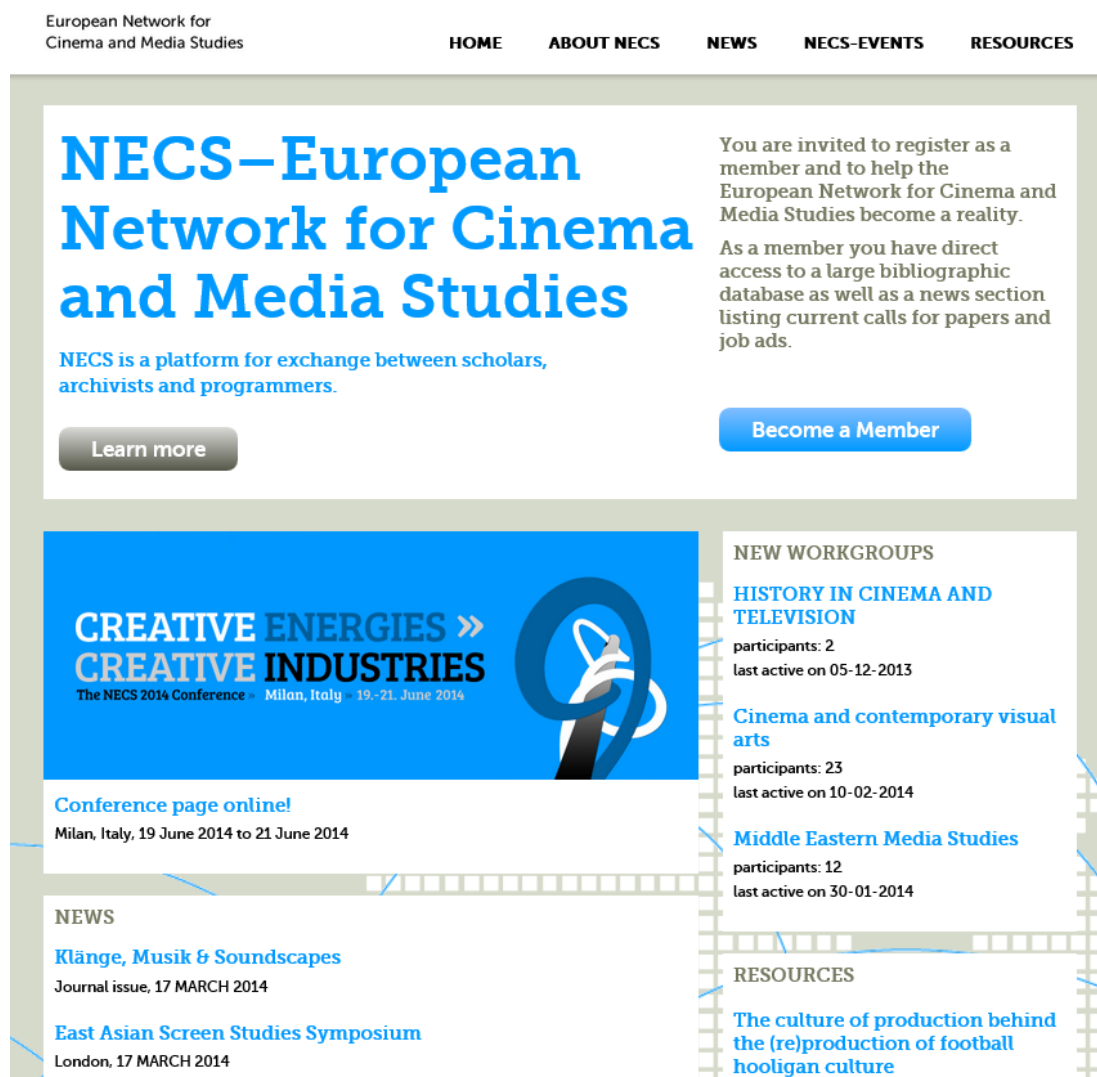 European Network for
Cinema and Media Studies
HOME ABOUT NECS NEWS NECS-EVENTS RESOURCES
NECS–European
Network for Cinema
and Media Studies
NECS is a platform for exchange between scholars,
archivists and programmers.
Learn more
You are invited to register as a
member and to help the
European Network for Cinema and
Media Studies become a reality.
As a member you have direct
access to a large bibliographic
database as well as a news section
listing current calls for papers and
job ads.
Become a Member
CREATIVE ENERGIES »
CREATIVE INDUSTRIES
The NECS 2014 Conference » Milan, Italy » 19.-21. June 2014
Conference page online!
Milan, Italy, 19 June 2014 to 21 June 2014
NEWS
Klänge, Musik & Soundscapes
Journal issue, 17 MARCH 2014
East Asian Screen Studies Symposium
London, 17 MARCH 2014
NEW WORKGROUPS
HISTORY IN CINEMA AND
TELEVISION
participants: 2
last active on 05-12-2013
Cinema and contemporary visual
arts
participants: 23
last active on 10-02-2014
Middle Eastern Media Studies
participants: 12
last active on 30-01-2014
RESOURCES
The culture of production behind
the (re)production of football
hooligan culture